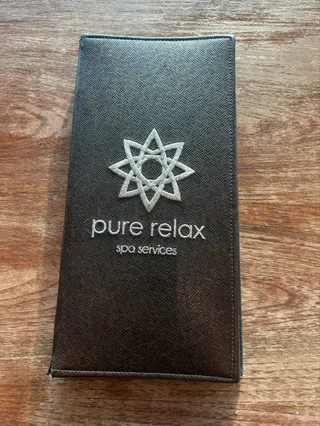 pure relax
spa services